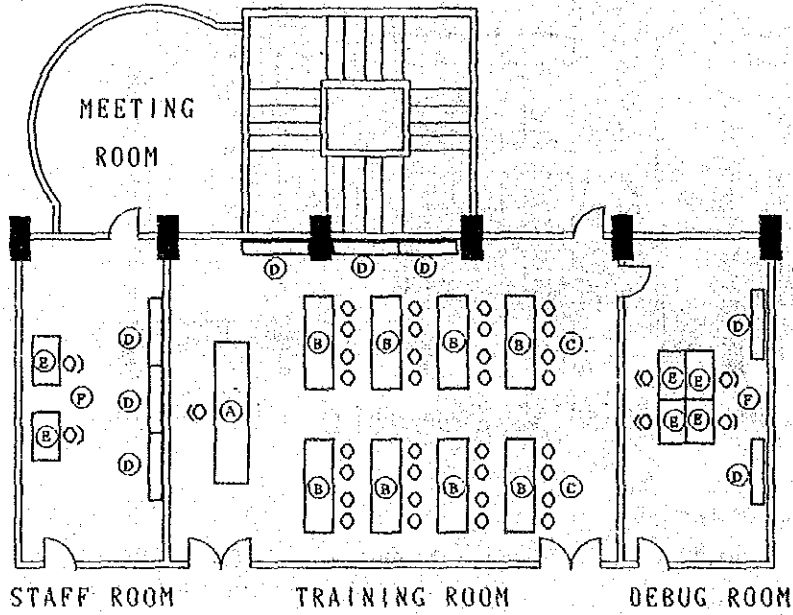 MEETING
ROOM
D D D
D B B B B C D
E E E
F D A F
E E E
D B B B B C D
STAFF ROOM TRAINING ROOM DEBUG ROOM